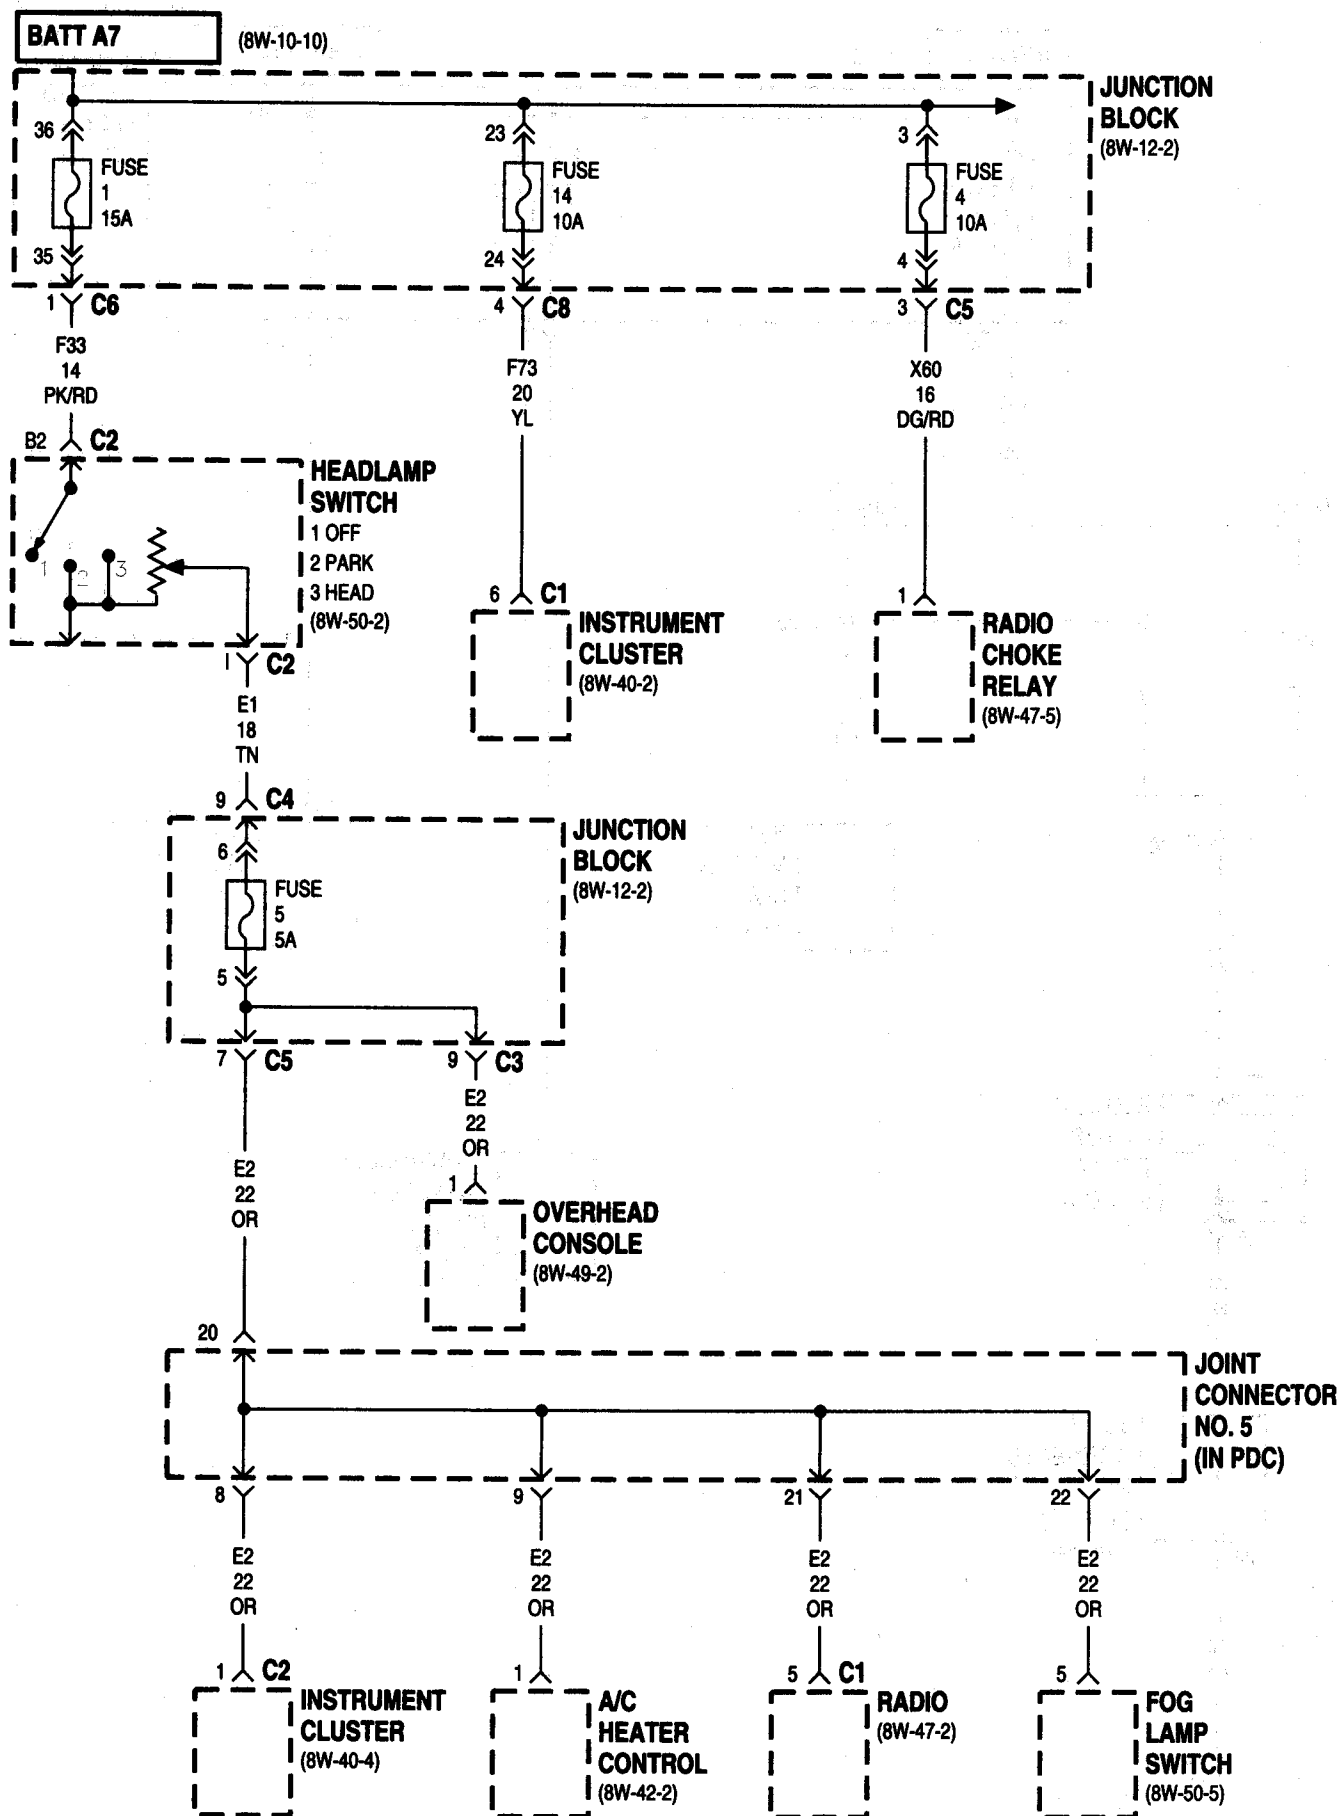 BATT A7
(8W-10-10)
JUNCTION
BLOCK
(8W-12-2)
36
FUSE
1
15A
35
23
FUSE
14
10A
24
3
FUSE
4
10A
4
1 C6
4 C8
3 C5
F33
14
PK/RD
F73
20
YL
X60
16
DG/RD
B2 C2
HEADLAMP
SWITCH
1 OFF
2 PARK
3 HEAD
(8W-50-2)
1
2
3
I C2
6 C1
INSTRUMENT
CLUSTER
(8W-40-2)
1
RADIO
CHOKE
RELAY
(8W-47-5)
E1
18
TN
9 C4
JUNCTION
BLOCK
(8W-12-2)
6
FUSE
5
5A
5
7 C5
9 C3
E2
22
OR
E2
22
OR
1
OVERHEAD
CONSOLE
(8W-49-2)
20
JOINT
CONNECTOR
NO. 5
(IN PDC)
8
9
21
22
E2
22
OR
E2
22
OR
E2
22
OR
E2
22
OR
1 C2
INSTRUMENT
CLUSTER
(8W-40-4)
1
A/C
HEATER
CONTROL
(8W-42-2)
5 C1
RADIO
(8W-47-2)
5
FOG
LAMP
SWITCH
(8W-50-5)